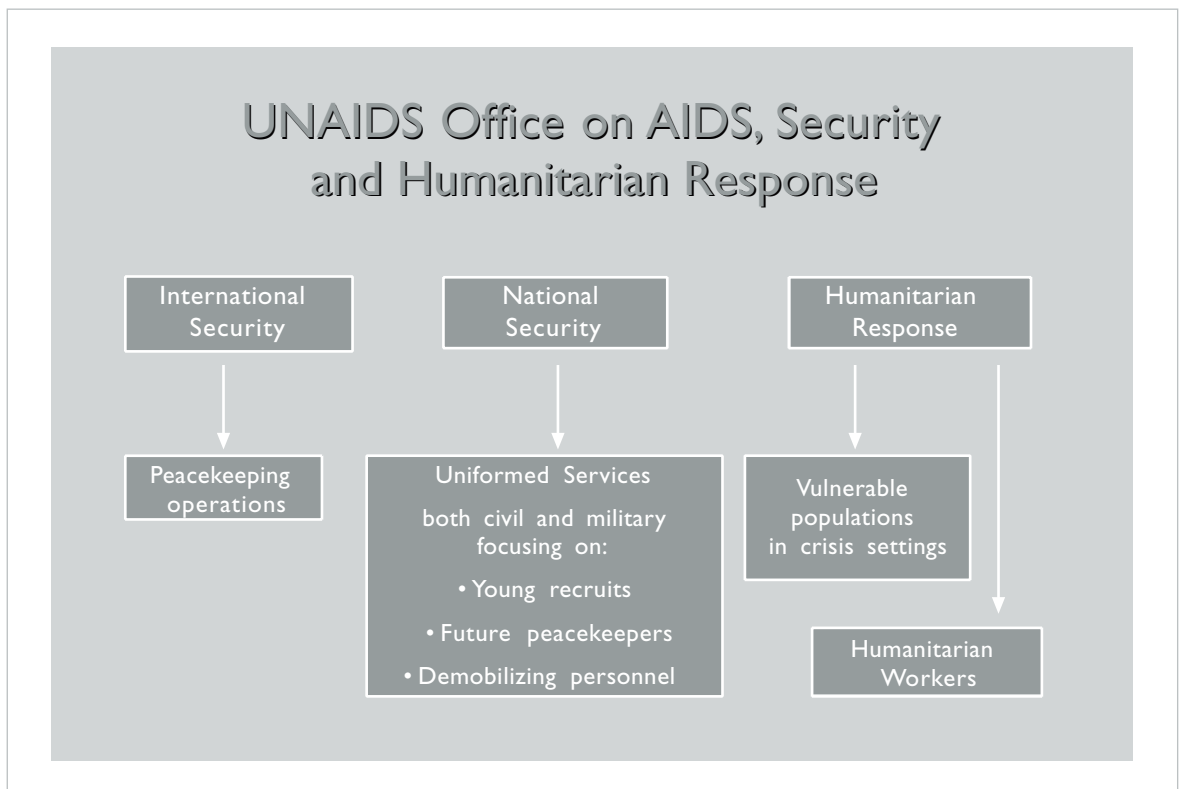 UNAIDS Office on AIDS, Security
and Humanitarian Response
International
Security
National
Security
Humanitarian
Response
Peacekeeping
operations
Uniformed Services
both civil and military
focusing on:
• Young recruits
• Future peacekeepers
• Demobilizing personnel
Vulnerable
populations
in crisis settings
Humanitarian
Workers